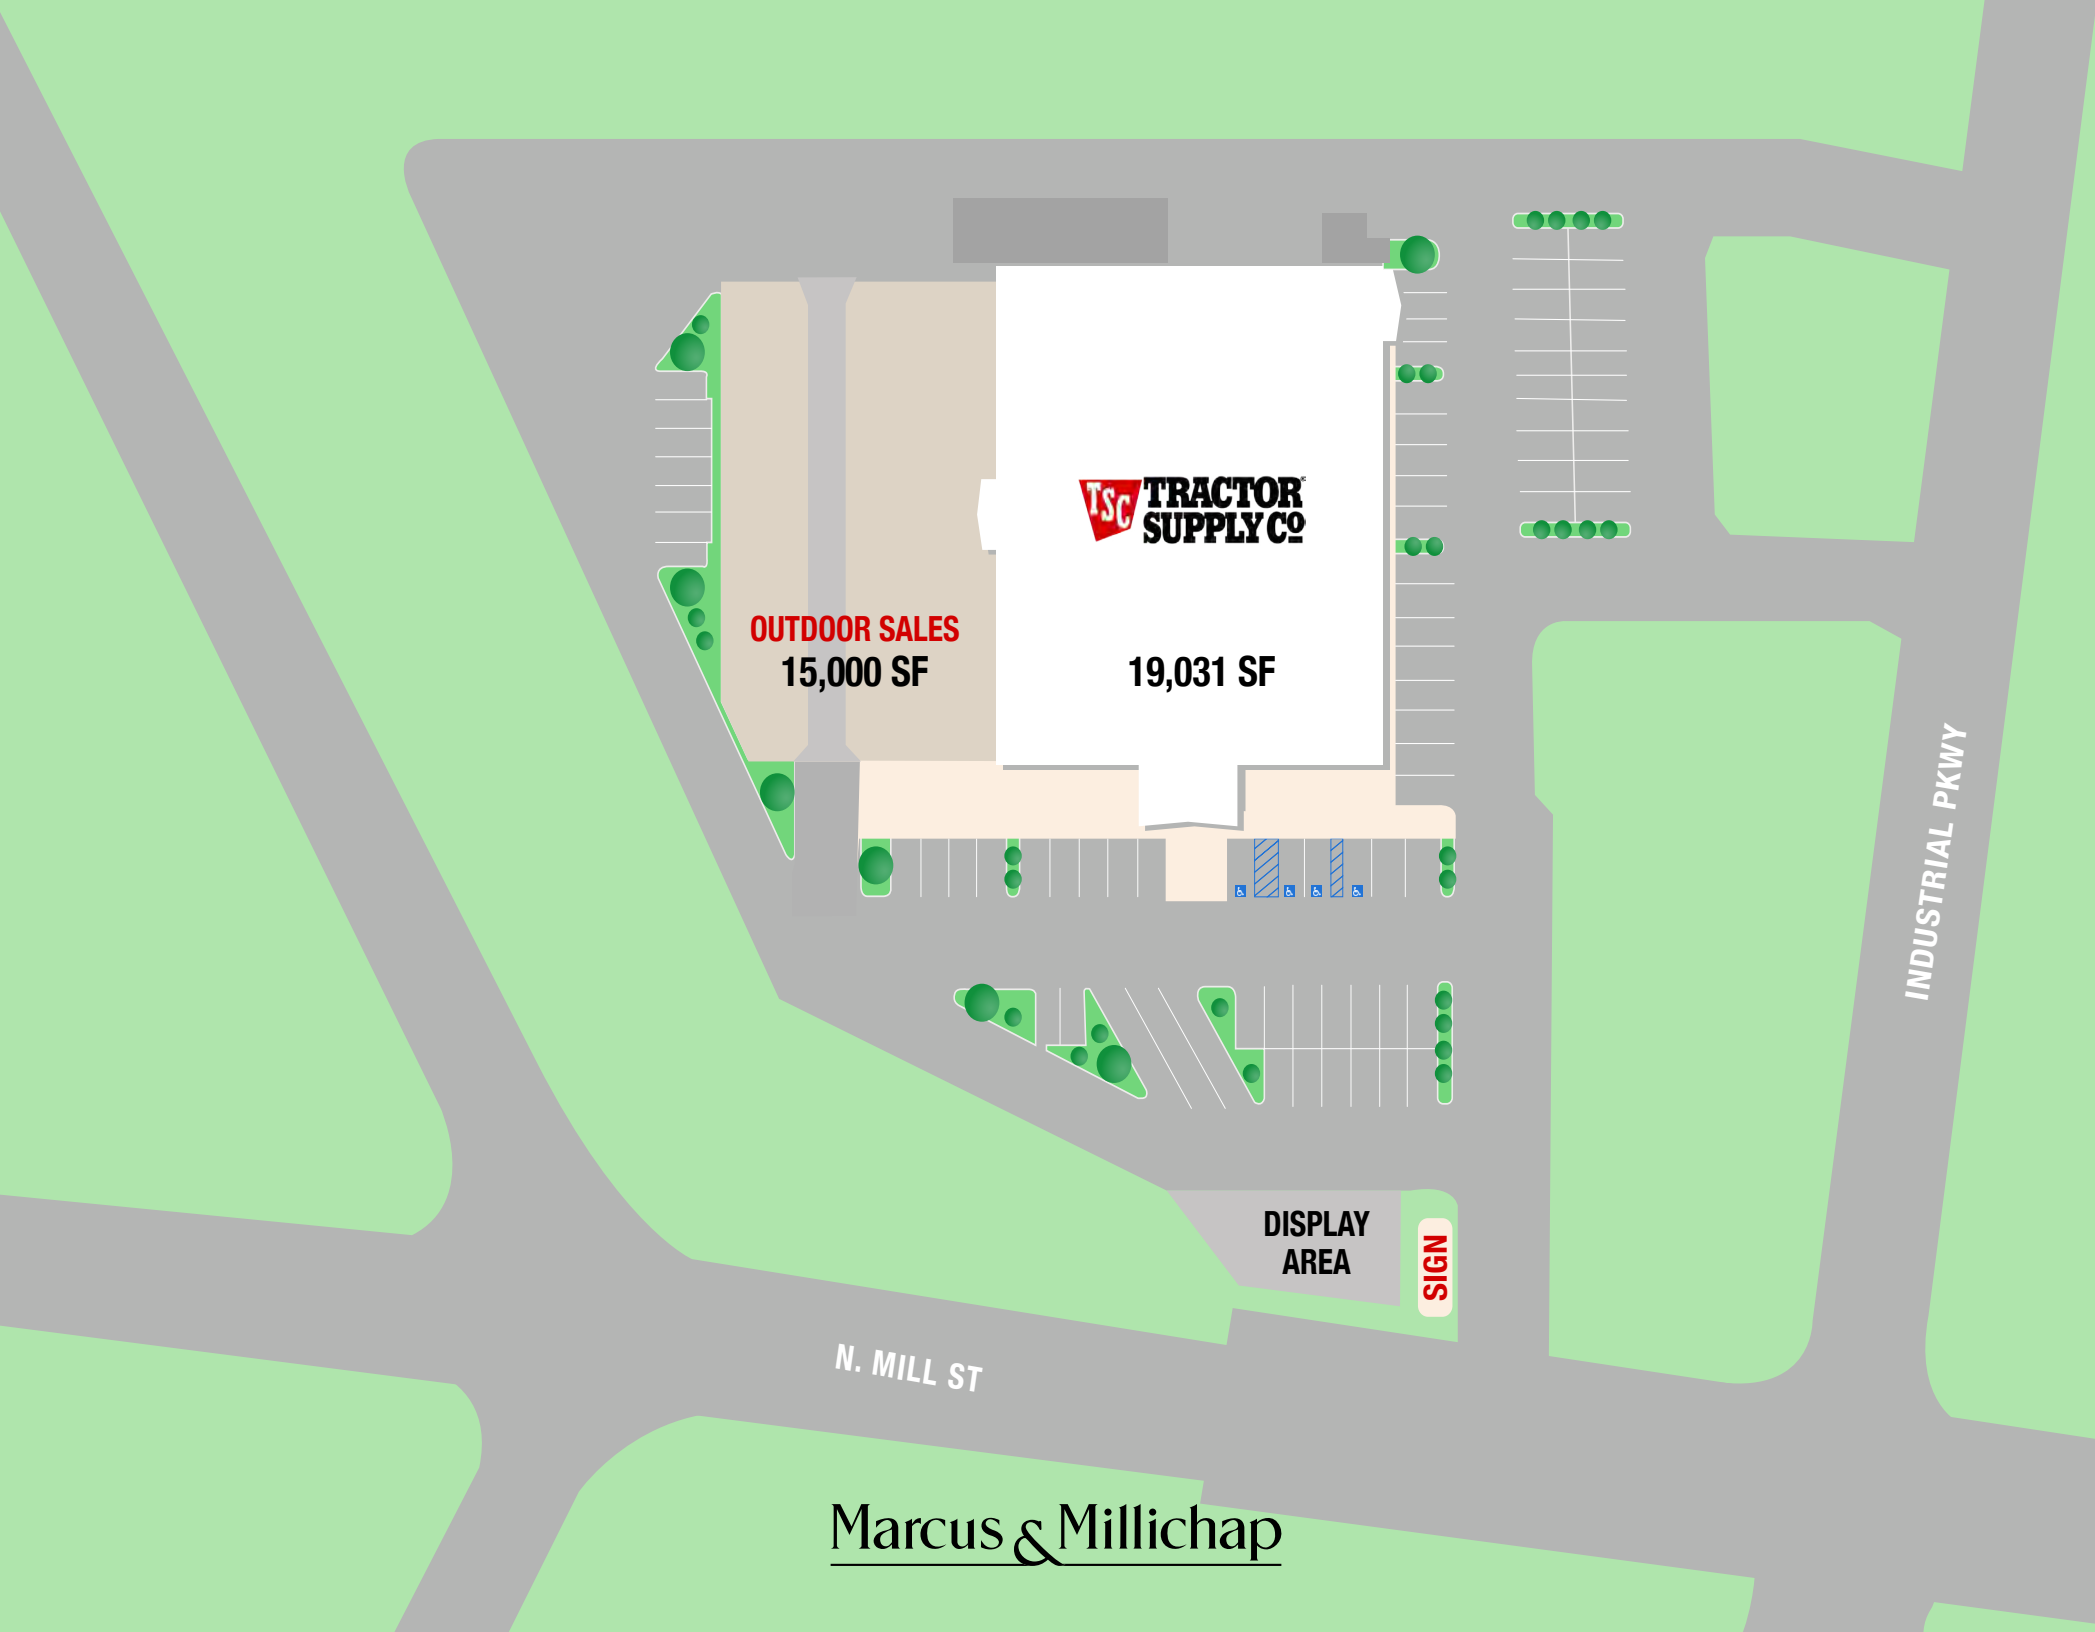 TSC
TRACTOR
SUPPLY CO
OUTDOOR SALES
15,000 SF
19,031 SF
INDUSTRIAL PKWY
DISPLAY
AREA
SIGN
N. MILL ST
Marcus & Millichap